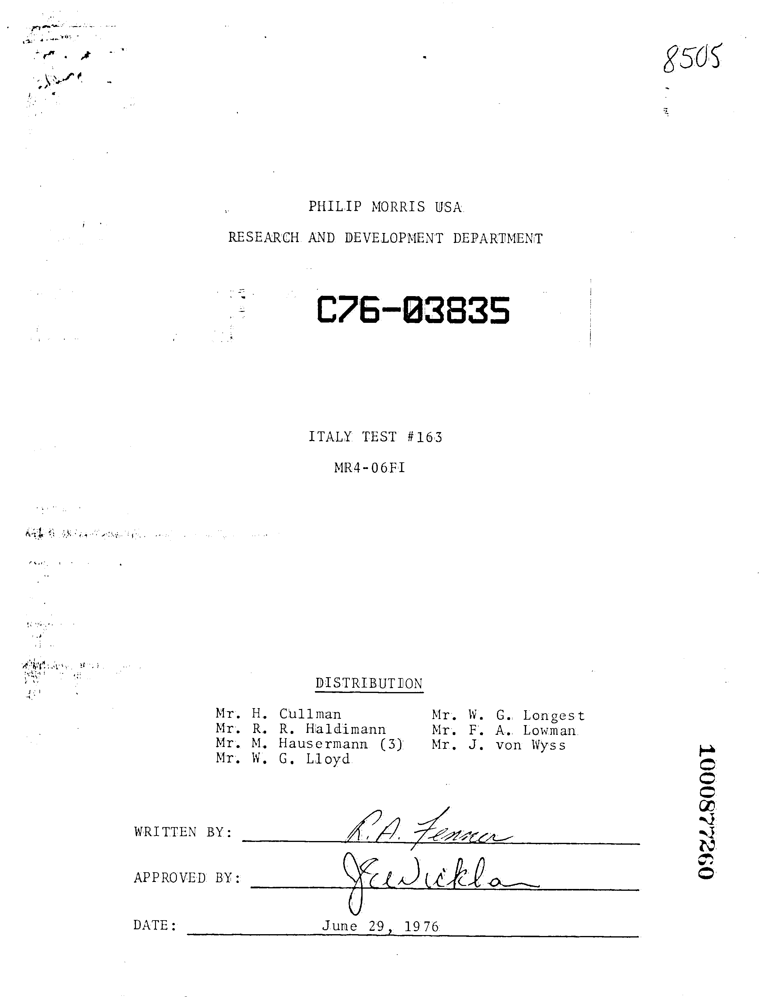 8505
PHILIP MORRIS USA
RESEARCH AND DEVELOPMENT DEPARTMENT
C76-03835
ITALY TEST #163
MR4-06FI
DISTRIBUTION
Mr. H. Cullman Mr. W. G. Longest
Mr. R. R. Haldimann Mr. F. A. Lowman
Mr. M. Hausermann (3) Mr. J. von Wyss
Mr. W. G. Lloyd
WRITTEN BY: R.A. Fenner
APPROVED BY:
DATE: June 29, 1976
1000877260